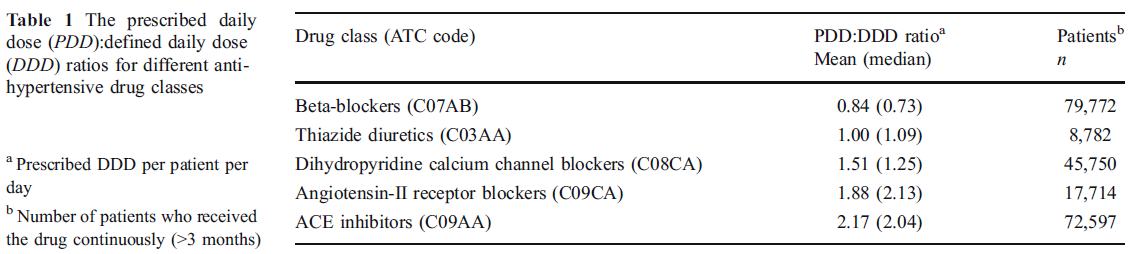 Table 1 The prescribed daily
dose (PDD):defined daily dose
(DDD) ratios for different anti-
hypertensive drug classes
a Prescribed DDD per patient per
day
b Number of patients who received
the drug continuously (>3 months)
Drug class (ATC code) PDD:DDD ratioa Patientsb
Mean (median) n
Beta-blockers (C07AB) 0.84 (0.73) 79,772
Thiazide diuretics (C03AA) 1.00 (1.09) 8,782
Dihydropyridine calcium channel blockers (C08CA) 1.51 (1.25) 45,750
Angiotensin-II receptor blockers (C09CA) 1.88 (2.13) 17,714
ACE inhibitors (C09AA) 2.17 (2.04) 72,597